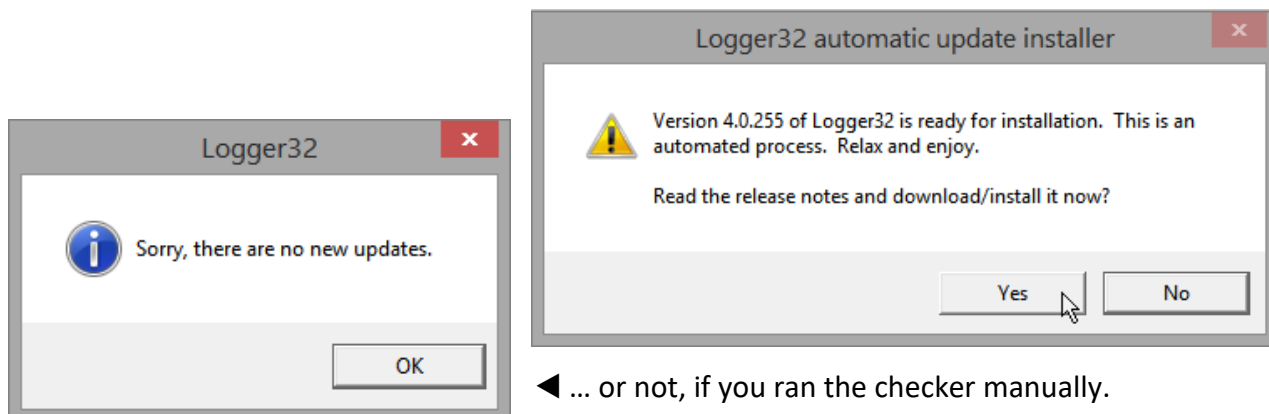 Logger32 automatic update installer
Version 4.0.255 of Logger32 is ready for installation.  This is an
automated process.  Relax and enjoy.
Read the release notes and download/install it now?
Yes
No
Logger32
Sorry, there are no new updates.
OK
◄ … or not, if you ran the checker manually.